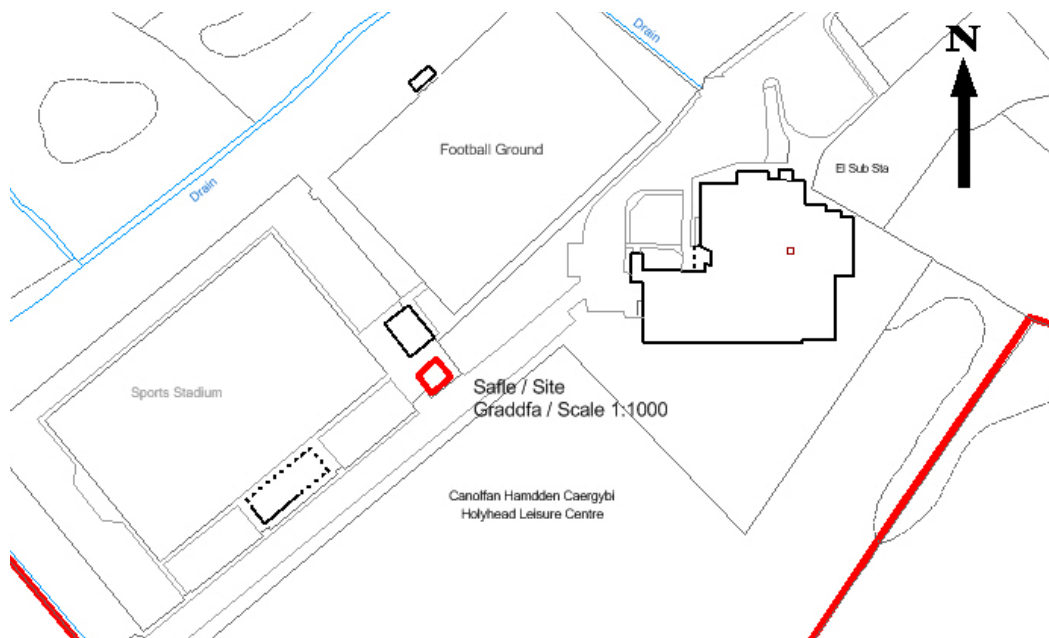 Drain
N
Football Ground
El Sub Sta
Drain
Sports Stadium
Safle / Site
Graddfa / Scale 1:1000
Canolfan Hamdden Caergybi
Holyhead Leisure Centre